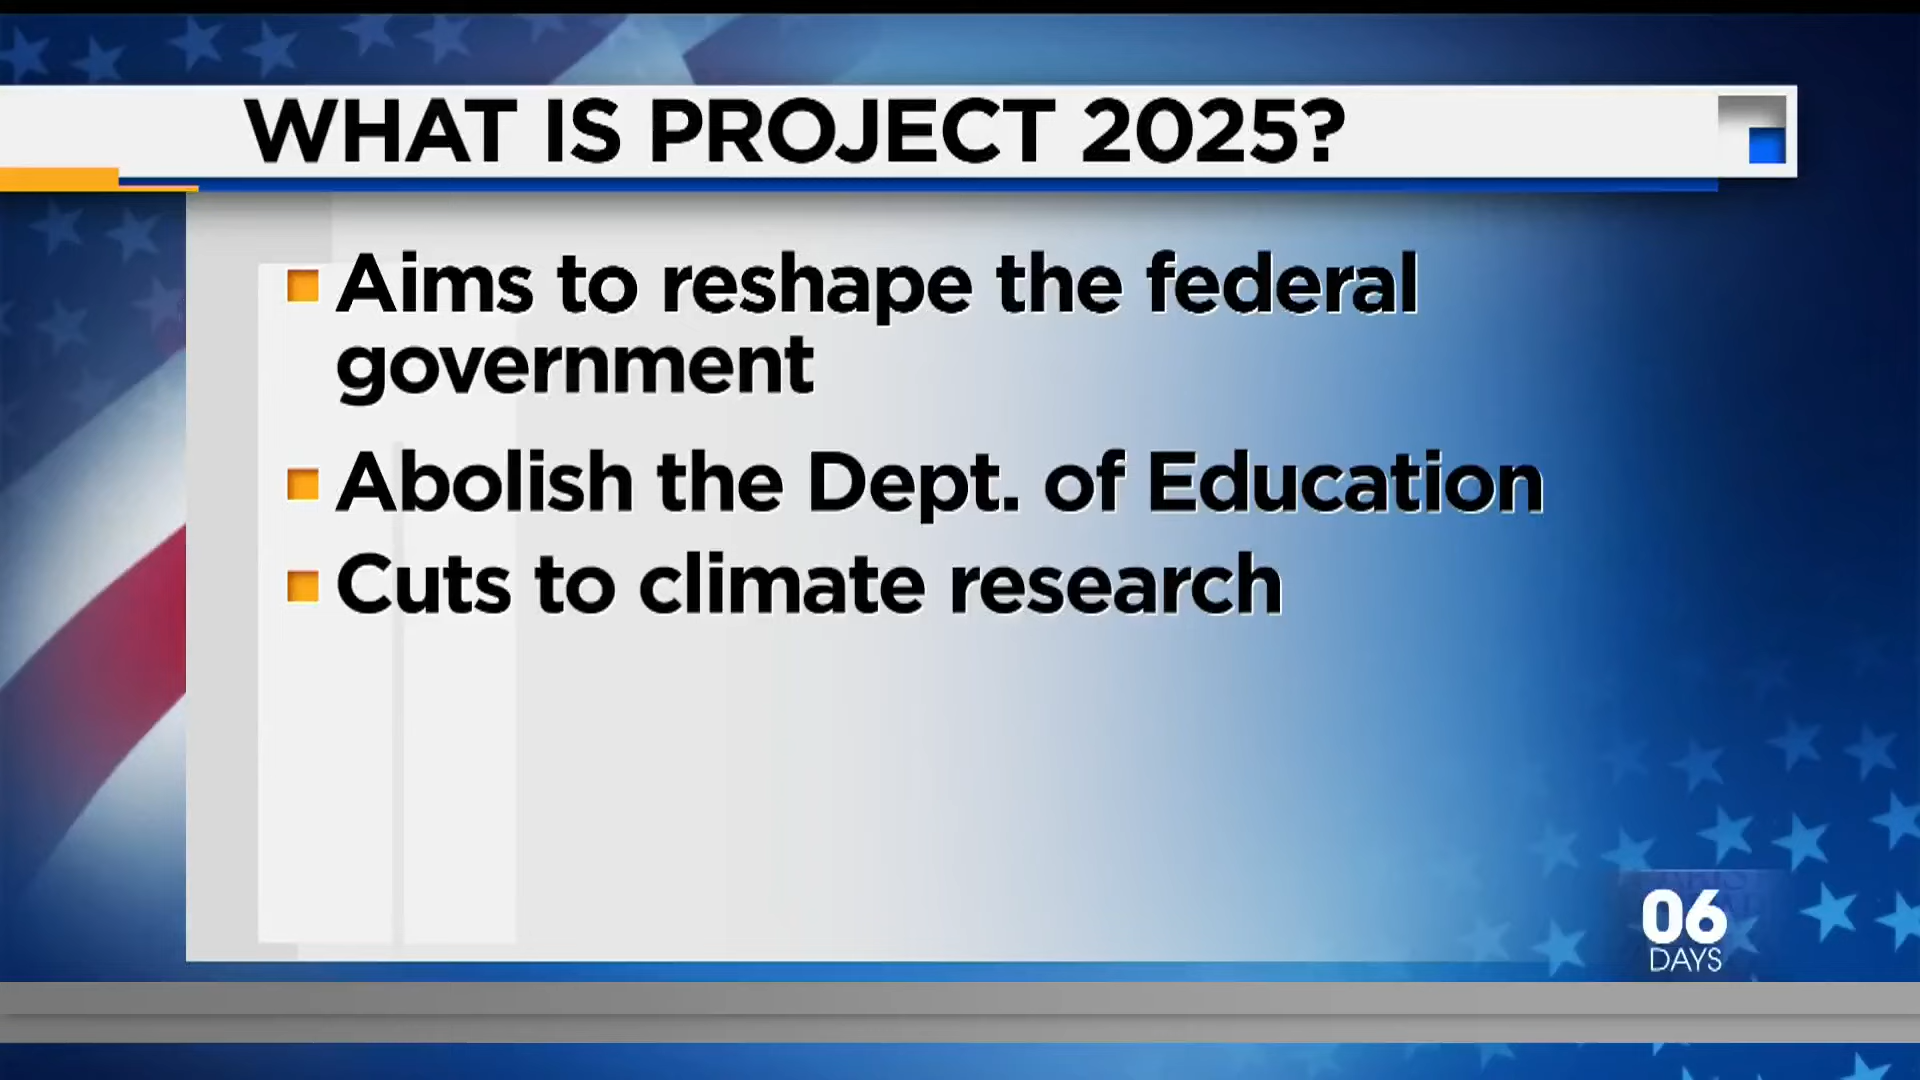 WHAT IS PROJECT 2025?
Aims to reshape the federal
government
Abolish the Dept. of Education
Cuts to climate research
06
DAYS